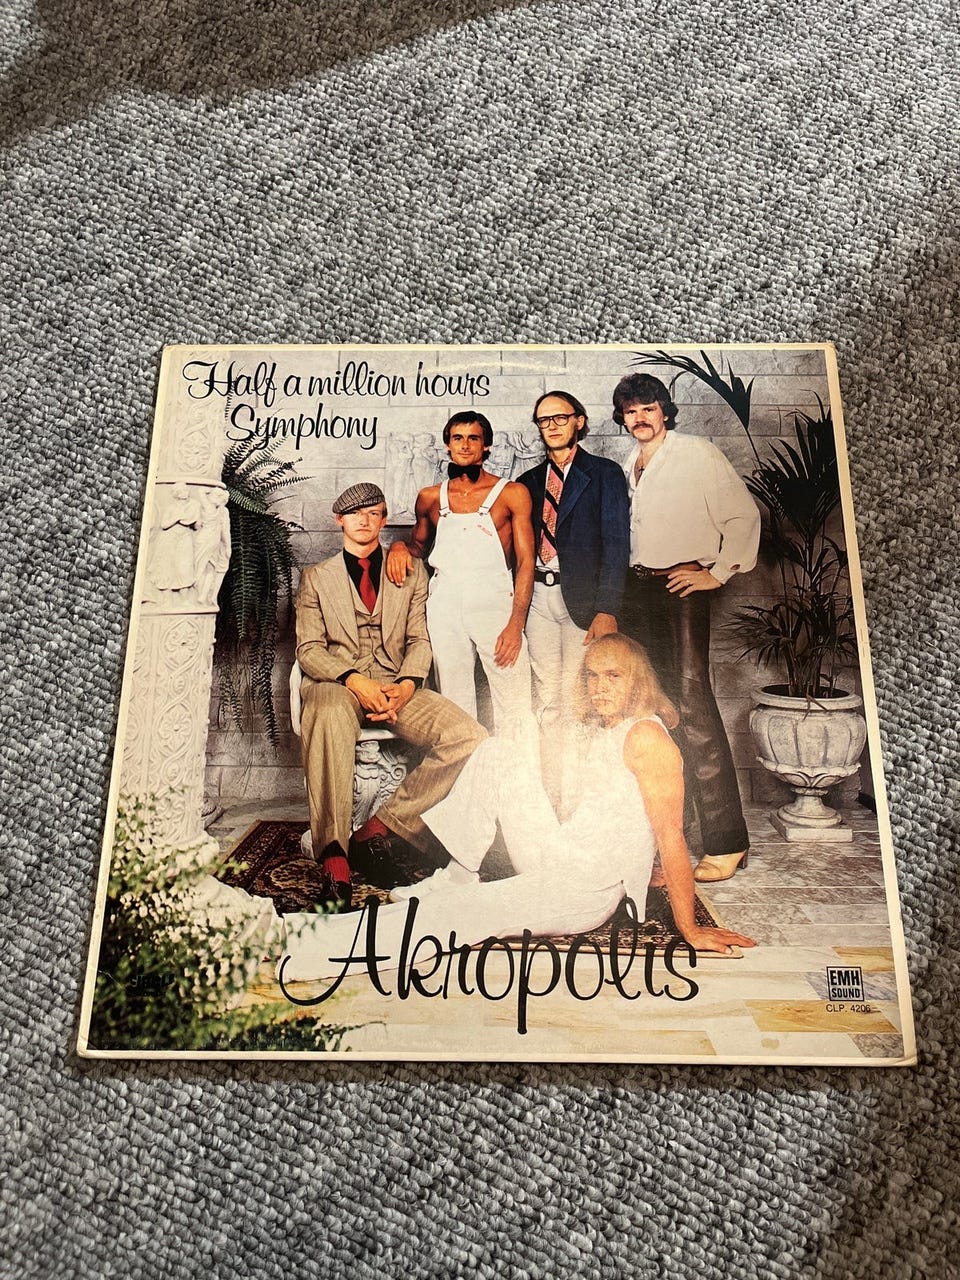 Half a million hours
Symphony
Akropolis
EMH
SOUND
CLP. 4206